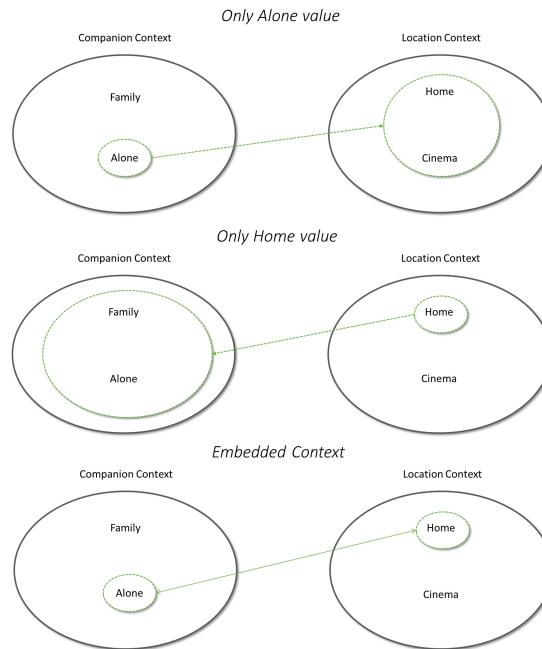 Only Alone value
Companion Context
Location Context
Family
Home
Alone
Cinema
Only Home value
Companion Context
Location Context
Family
Home
Alone
Cinema
Embedded Context
Companion Context
Location Context
Family
Home
Alone
Cinema